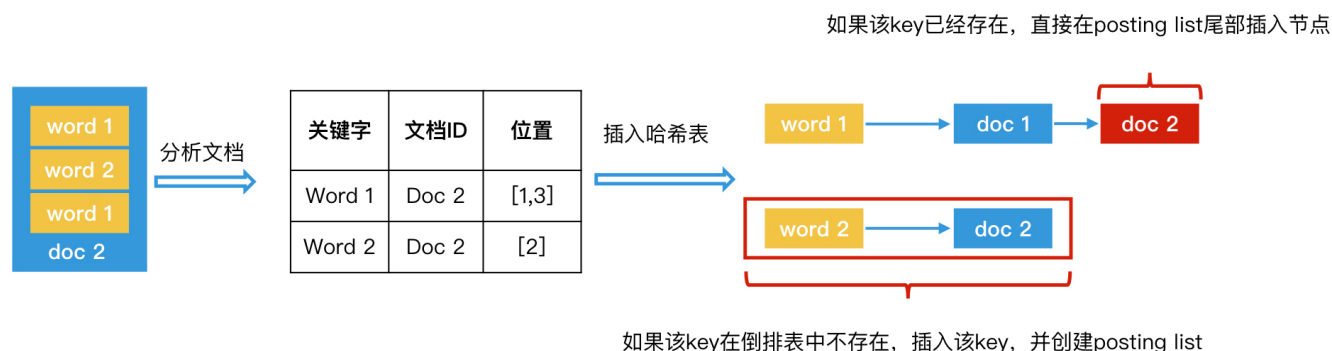 如果该key已经存在，直接在posting list尾部插入节点
word 1
word 2
word 1
doc 2
分析文档
关键字 文档ID 位置
Word 1 Doc 2 [1,3]
Word 2 Doc 2 [2]
插入哈希表
word 1 doc 1 doc 2
word 2 doc 2
如果该key在倒排表中不存在，插入该key，并创建posting list